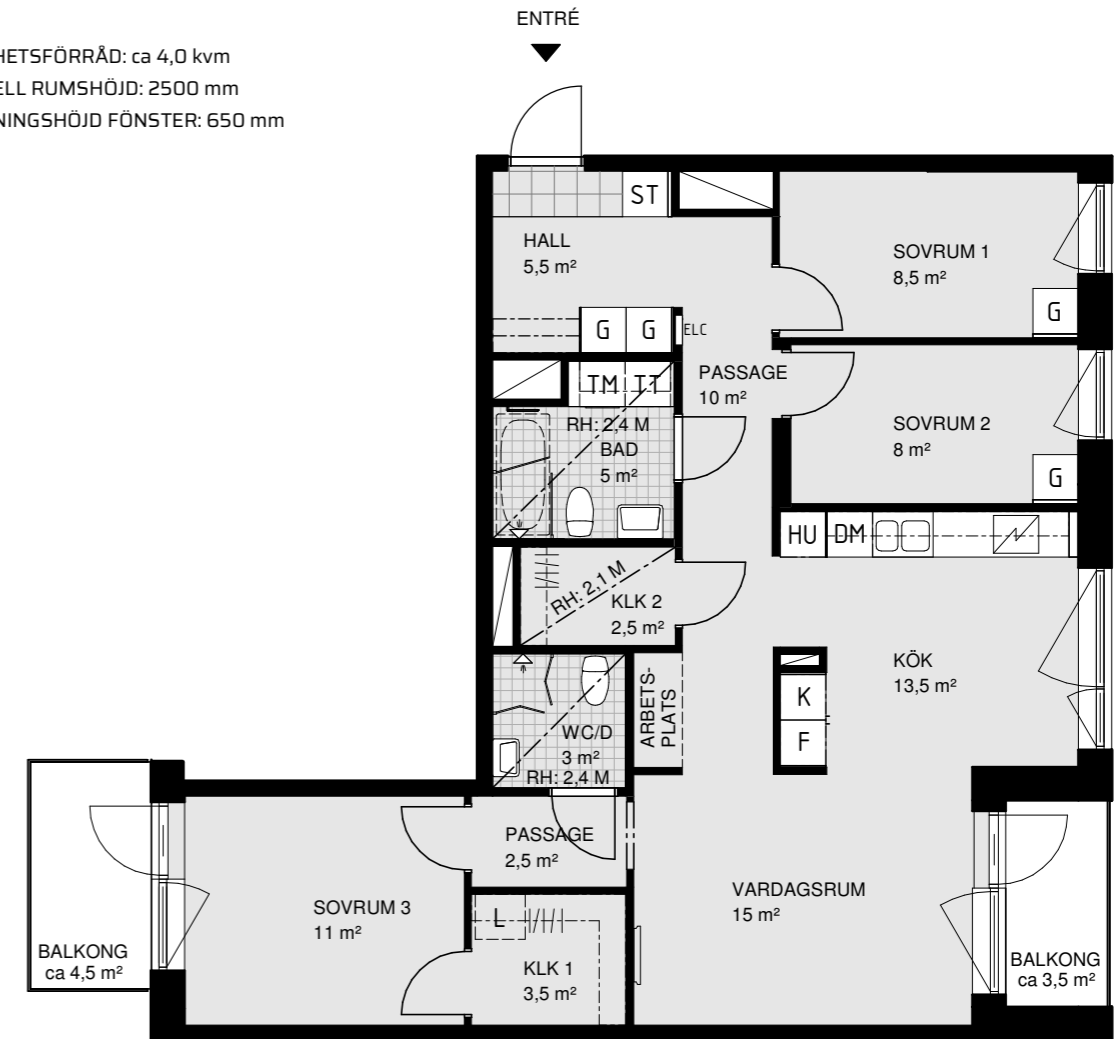 ENTRÉ
HETSFÖRRÅD: ca 4,0 kvm
ELL RUMSHÖJD: 2500 mm
NINGSHÖJD FÖNSTER: 650 mm
ST
HALL
5,5 m²
SOVRUM 1
8,5 m²
G
G G
ELC
PASSAGE
10 m²
TM TT
RH: 2,4 M
BAD
5 m²
SOVRUM 2
8 m²
G
HU DM
RH: 2,1 M
KLK 2
2,5 m²
KÖK
13,5 m²
K
F
ARBETS-
PLATS
WC/D
3 m²
RH: 2,4 M
PASSAGE
2,5 m²
VARDAGSRUM
15 m²
SOVRUM 3
11 m²
L
KLK 1
3,5 m²
BALKONG
ca 4,5 m²
BALKONG
ca 3,5 m²